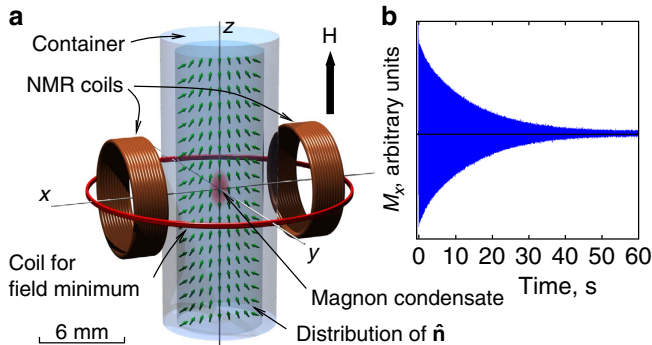 a
Container
z
H
NMR coils
x
y
Coil for
field minimum
Magnon condensate
6 mm
Distribution of n̂
b
Mx, arbitrary units
0 10 20 30 40 50 60
Time, s